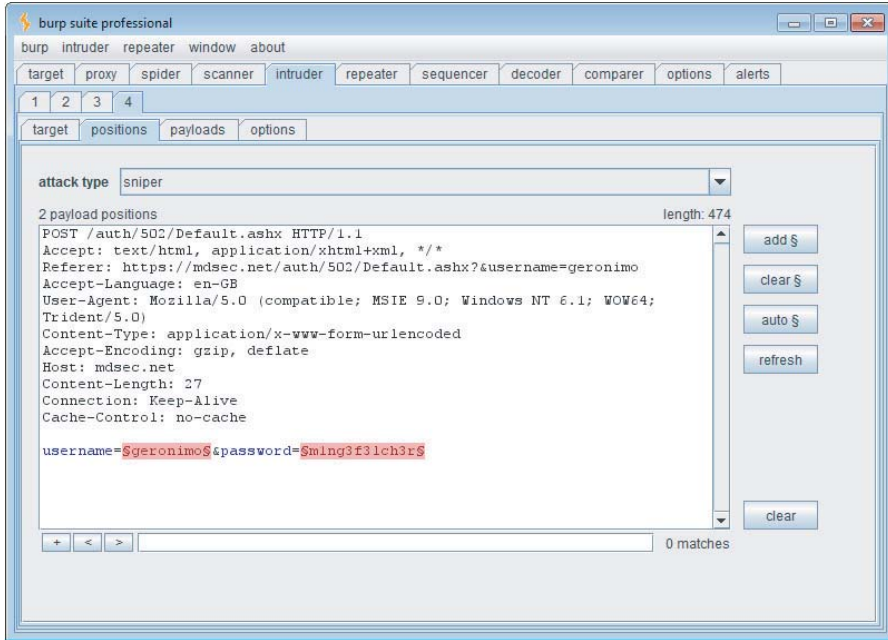 burp suite professional
burp intruder repeater window about
target proxy spider scanner intruder repeater sequencer decoder comparer options alerts
1 2 3 4
target positions payloads options
attack type sniper
2 payload positions length: 474
POST /auth/502/Default.ashx HTTP/1.1
Accept: text/html, application/xhtml+xml, */*
Referer: https://mdsec.net/auth/502/Default.ashx?&username=geronimo
Accept-Language: en-GB
User-Agent: Mozilla/5.0 (compatible; MSIE 9.0; Windows NT 6.1; WOW64;
Trident/5.0)
Content-Type: application/x-www-form-urlencoded
Accept-Encoding: gzip, deflate
Host: mdsec.net
Content-Length: 27
Connection: Keep-Alive
Cache-Control: no-cache
username=§geronimo§&password=§m1ng3f3lch3r§
add §
clear §
auto §
refresh
clear
+ < > 0 matches